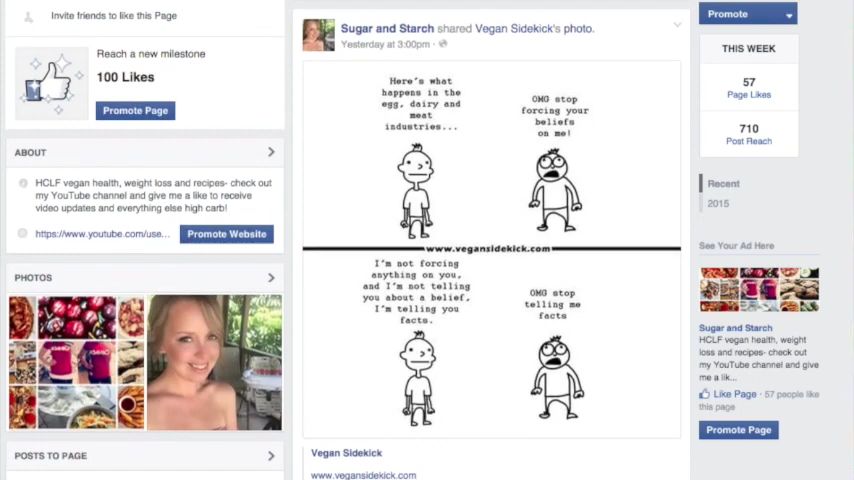 Invite friends to like this Page
Reach a new milestone
100 Likes
Promote Page
ABOUT
HCLF vegan health, weight loss and recipes- check out
my YouTube channel and give me a like to receive
video updates and everything else high carb!
https://www.youtube.com/use...
Promote Website
PHOTOS
POSTS TO PAGE
Sugar and Starch shared Vegan Sidekick's photo.
Yesterday at 3:00pm ·
Here's what
happens in the
egg, dairy and
meat
industries...
OMG stop
forcing your
beliefs
on me!
www.vegansidekick.com
I'm not forcing
anything on you,
and I'm not telling
you about a belief,
I'm telling you
facts.
OMG stop
telling me
facts
Vegan Sidekick
www.vegansidekick.com
Promote
THIS WEEK
57
Page Likes
710
Post Reach
Recent
2015
See Your Ad Here
Sugar and Starch
HCLF vegan health, weight
loss and recipes- check out
my YouTube channel and give
me a lik...
Like Page · 57 people like
this page
Promote Page